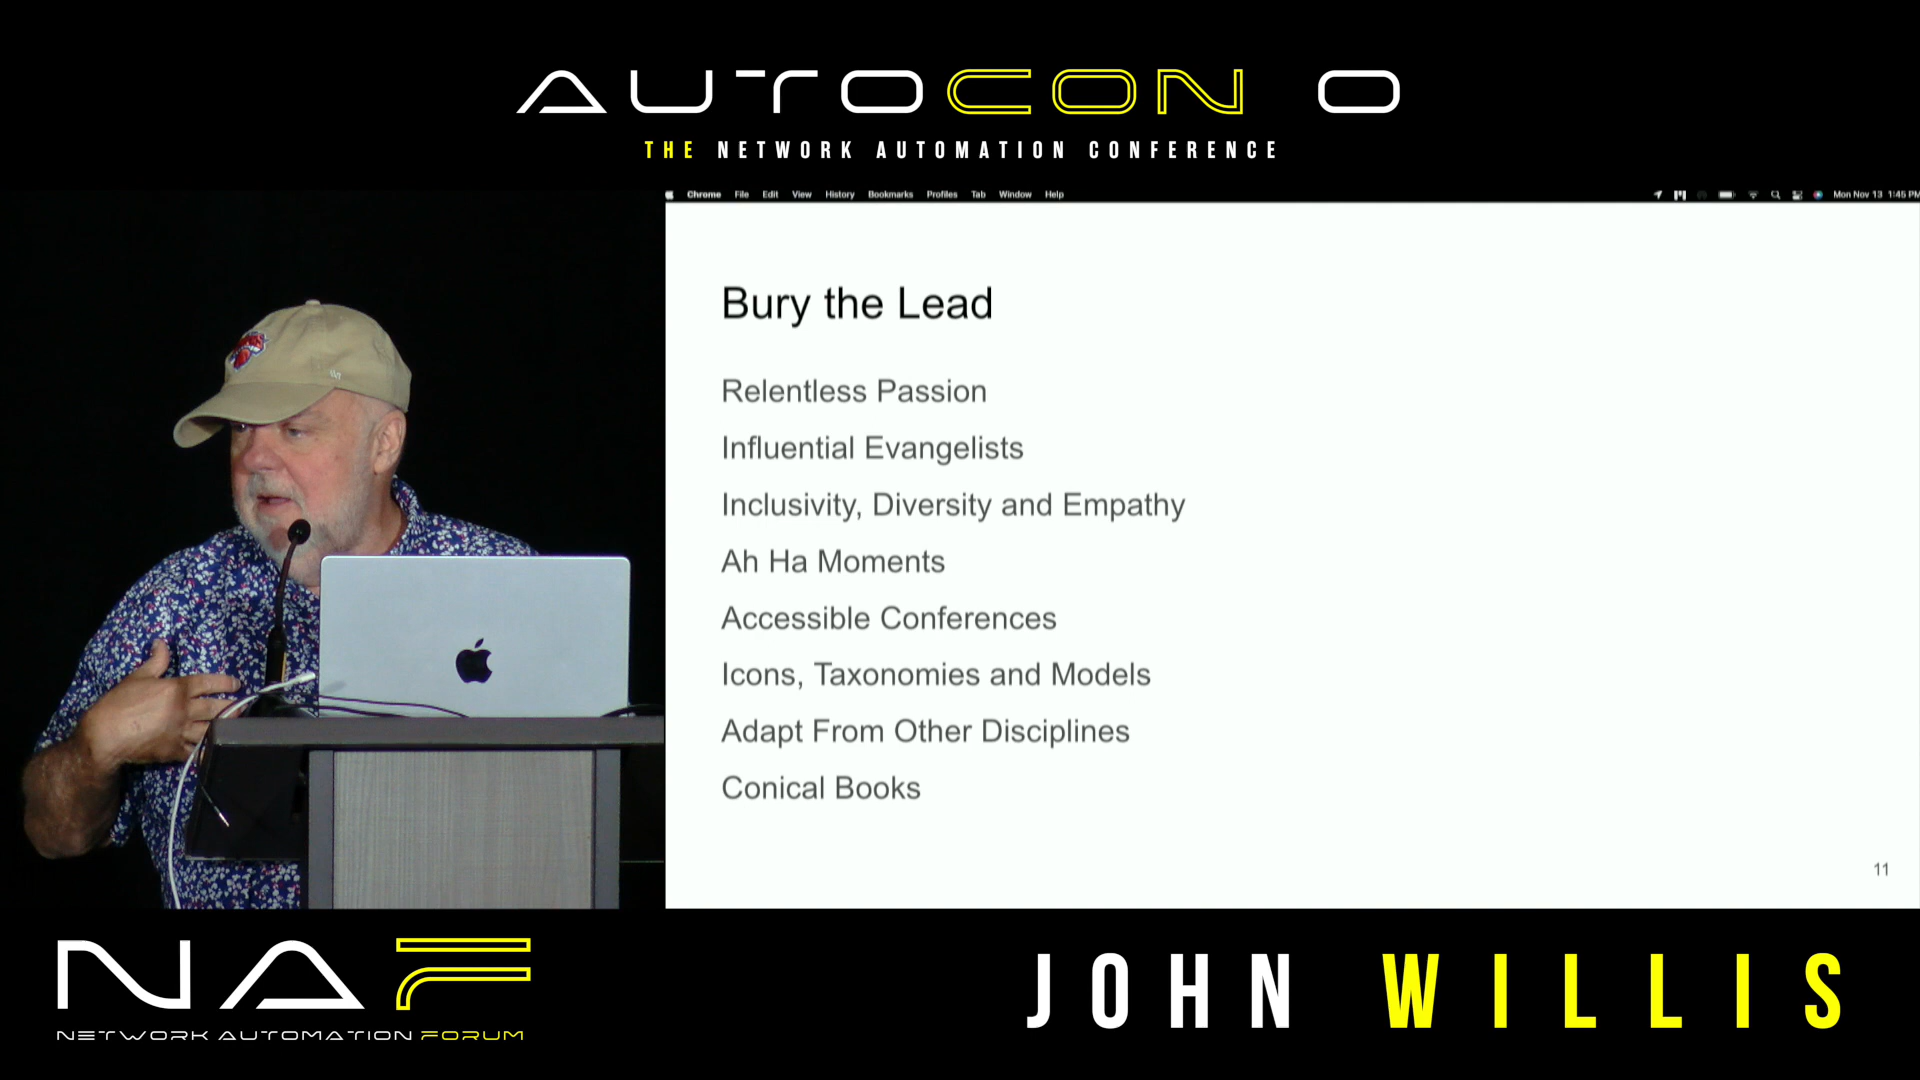 AUTOCON 0
THE NETWORK AUTOMATION CONFERENCE
Chrome File Edit View History Bookmarks Profiles Tab Window Help Mon Nov 13 1:45 PM
Bury the Lead
Relentless Passion
Influential Evangelists
Inclusivity, Diversity and Empathy
Ah Ha Moments
Accessible Conferences
Icons, Taxonomies and Models
Adapt From Other Disciplines
Conical Books
11
NAF
NETWORK AUTOMATION FORUM
JOHN WILLIS